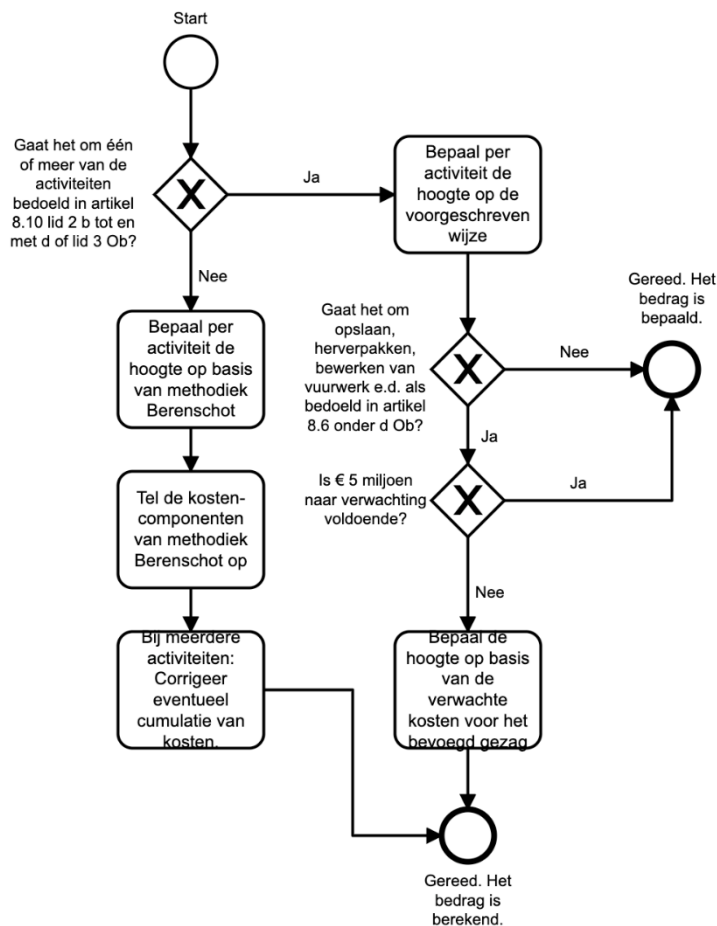 Start
Gaat het om één
of meer van de
activiteiten
bedoeld in artikel
8.10 lid 2 b tot en
met d of lid 3 Ob?
Ja
Bepaal per
activiteit de
hoogte op de
voorgeschreven
wijze
Nee
Bepaal per
activiteit de
hoogte op basis
van methodiek
Berenschot
Gaat het om
opslaan,
herverpakken,
bewerken van
vuurwerk e.d. als
bedoeld in artikel
8.6 onder d Ob?
Nee
Gereed. Het
bedrag is
bepaald.
Ja
Tel de kosten-
componenten
van methodiek
Berenschot op
Is € 5 miljoen
naar verwachting
voldoende?
Ja
Nee
Bij meerdere
activiteiten:
Corrigeer
eventueel
cumulatie van
kosten.
Bepaal de
hoogte op basis
van de
verwachte
kosten voor het
bevoegd gezag
Gereed. Het
bedrag is
berekend.